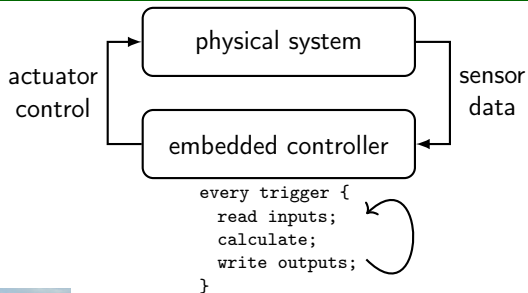 physical system
actuator
control
sensor
data
embedded controller
every trigger {
  read inputs;
  calculate;
  write outputs;
}